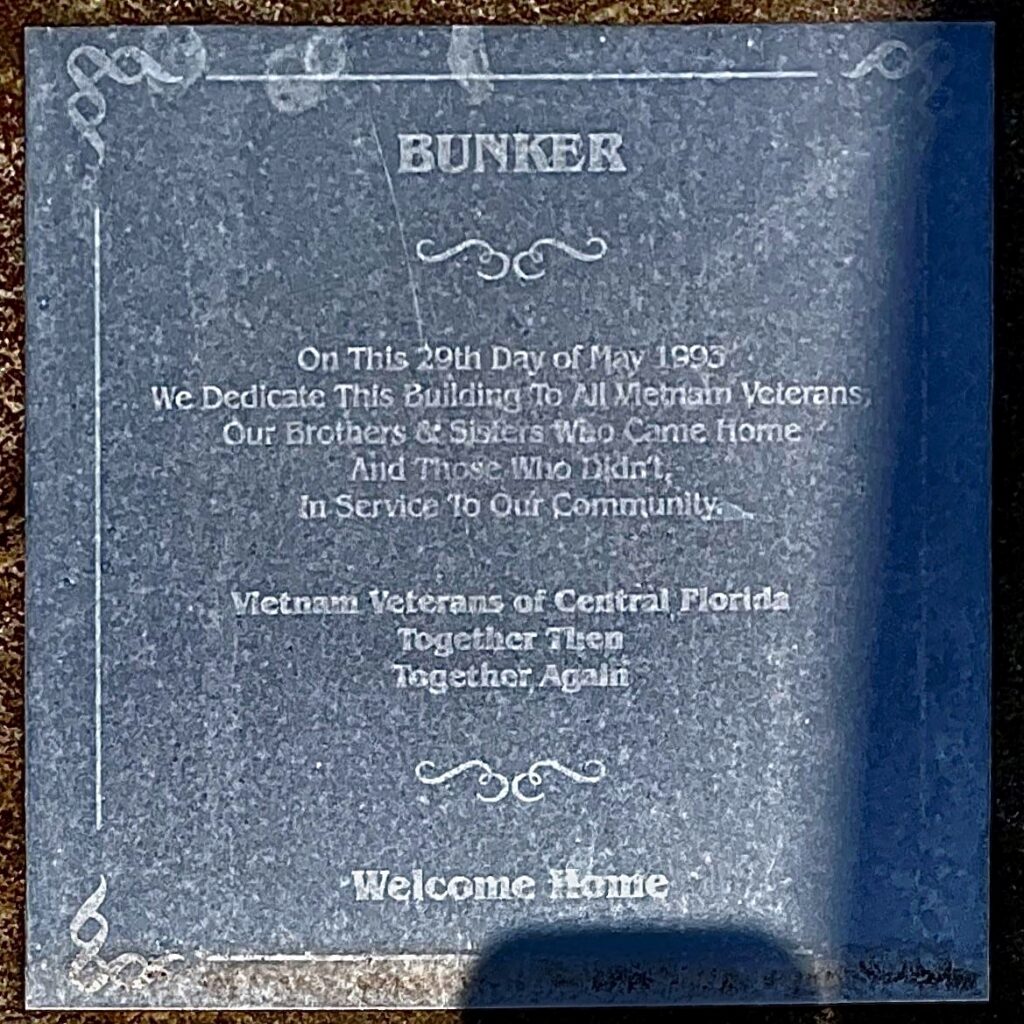 BUNKER
On This 29th Day of May 1993
We Dedicate This Building To All Vietnam Veterans,
Our Brothers & Sisters Who Came Home
And Those Who Didn't,
In Service To Our Community.
Vietnam Veterans of Central Florida
Together Then
Together Again
Welcome Home